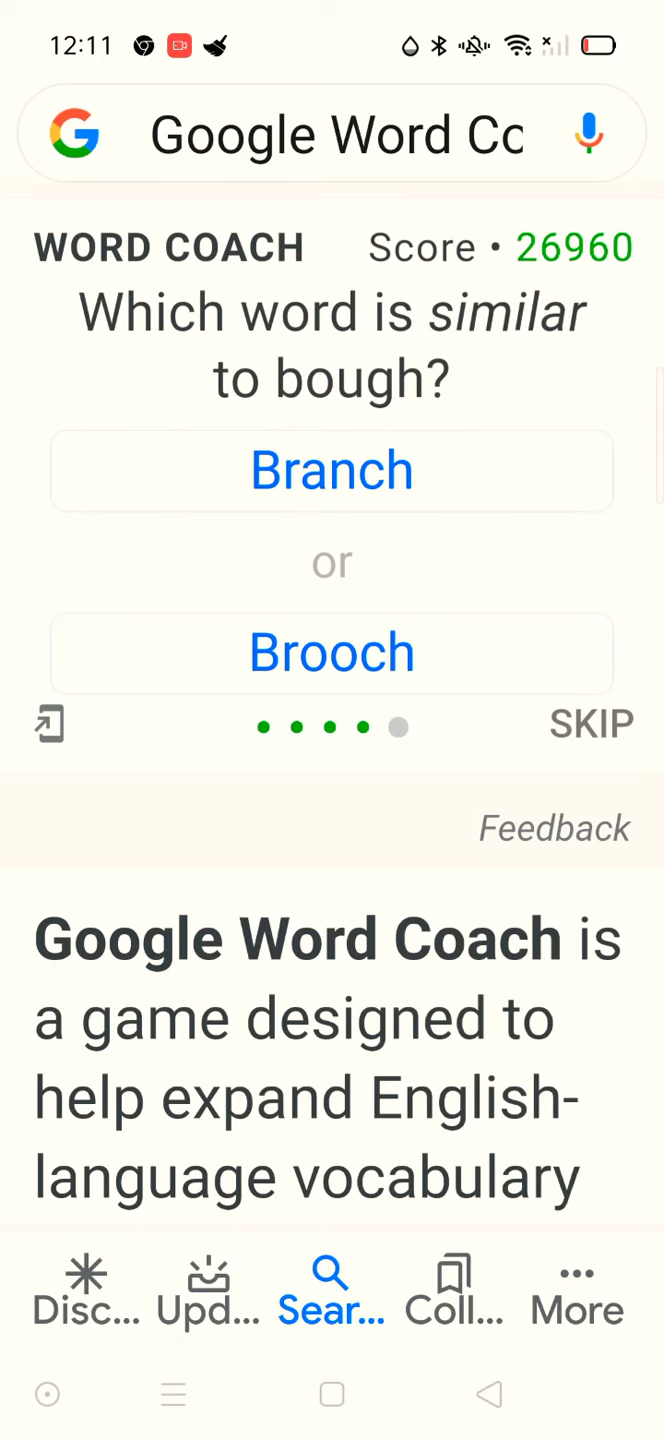 12:11
Google Word Co
WORD COACH Score • 26960
Which word is similar
to bough?
Branch
or
Brooch
SKIP
Feedback
Google Word Coach is
a game designed to
help expand English-
language vocabulary
Disc... Upd... Sear... Coll... More